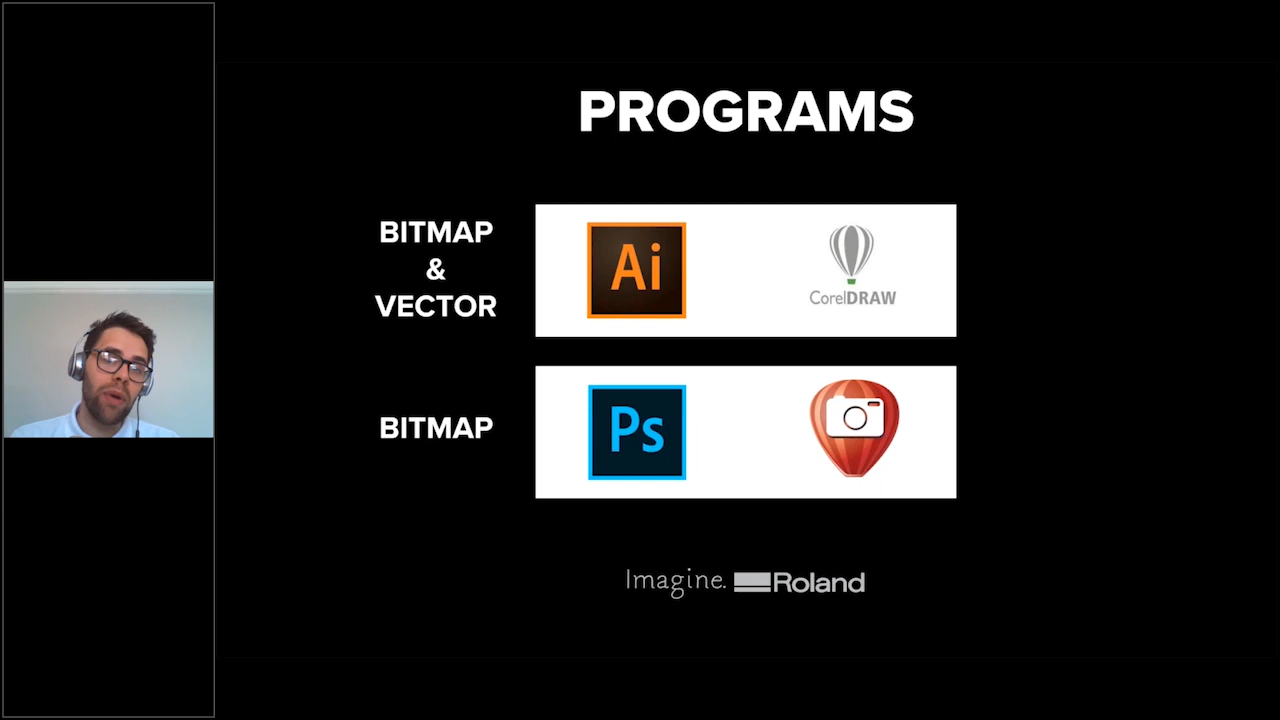 PROGRAMS
BITMAP
&
VECTOR
Ai
CorelDRAW
BITMAP
Ps
Imagine. Roland